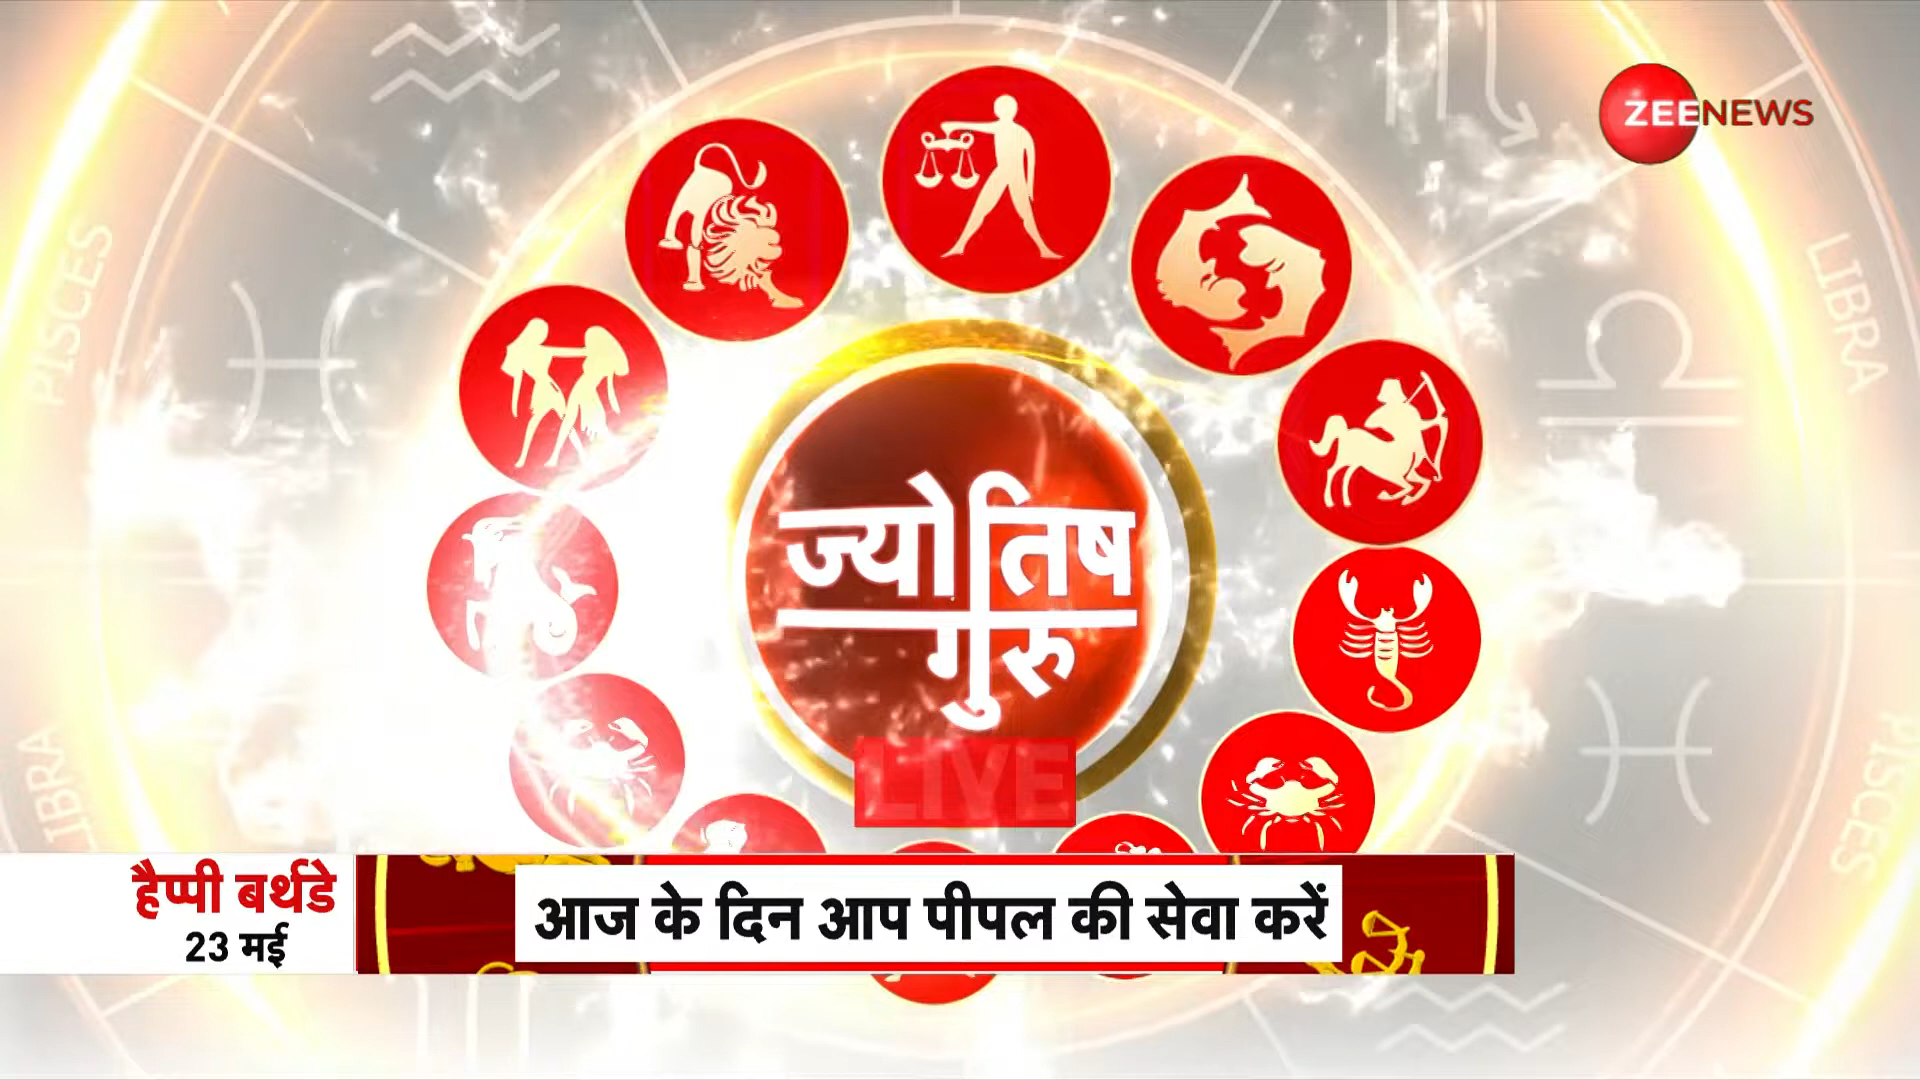 ZEENEWS
PISCES
LIBRA
ज्योतिष
गुरु
LIVE
LIBRA
PISCES
हैप्पी बर्थडे
23 मई
आज के दिन आप पीपल की सेवा करें